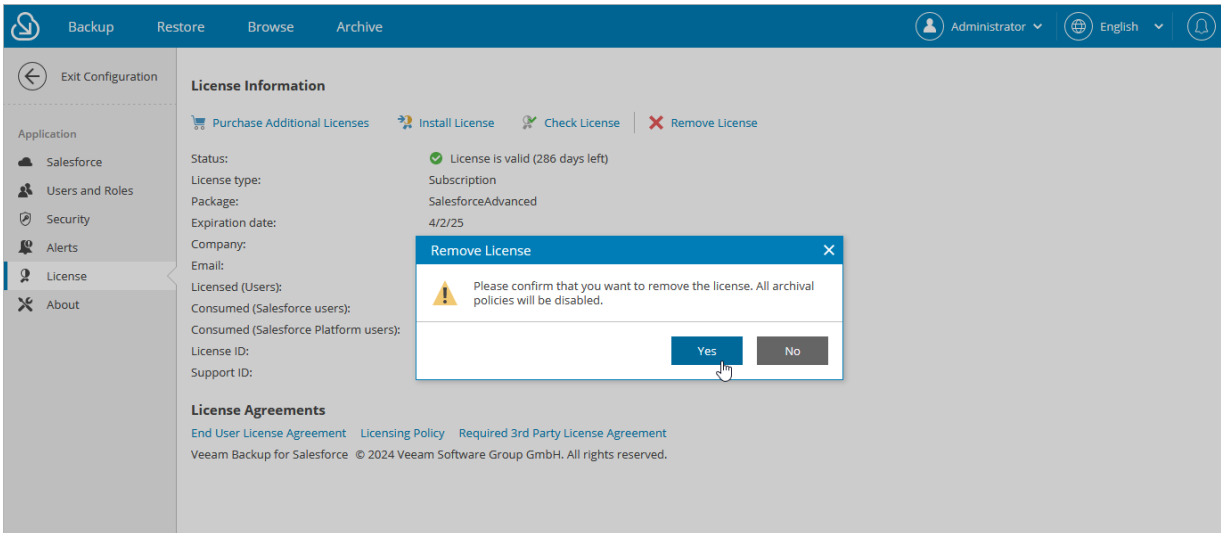 Backup Restore Browse Archive Administrator English
Exit Configuration
Application
Salesforce
Users and Roles
Security
Alerts
License
About
License Information
Purchase Additional Licenses Install License Check License Remove License
Status: License is valid (286 days left)
License type: Subscription
Package: SalesforceAdvanced
Expiration date: 4/2/25
Company:
Email:
Licensed (Users):
Consumed (Salesforce users):
Consumed (Salesforce Platform users):
License ID:
Support ID:
Remove License
Please confirm that you want to remove the license. All archival
policies will be disabled.
Yes No
License Agreements
End User License Agreement Licensing Policy Required 3rd Party License Agreement
Veeam Backup for Salesforce © 2024 Veeam Software Group GmbH. All rights reserved.